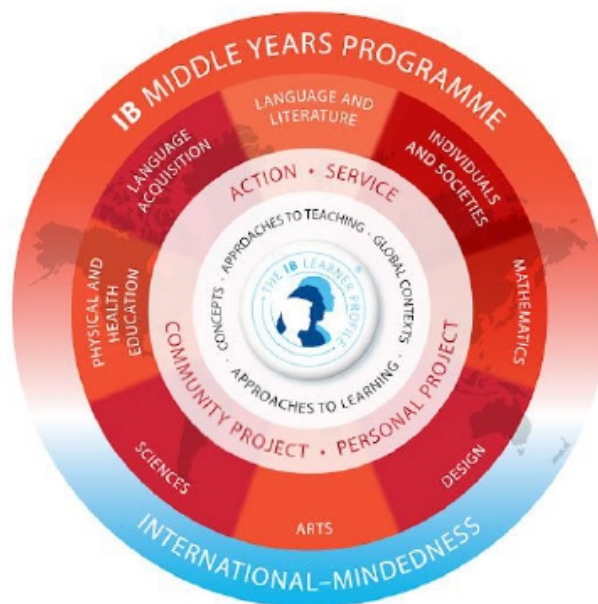 IB MIDDLE YEARS PROGRAMME
LANGUAGE AND
LITERATURE
INDIVIDUALS
AND SOCIETIES
MATHEMATICS
DESIGN
ARTS
SCIENCES
PHYSICAL AND
HEALTH
EDUCATION
LANGUAGE
ACQUISITION
ACTION • SERVICE
COMMUNITY PROJECT • PERSONAL PROJECT
· CONCEPTS · APPROACHES TO TEACHING · GLOBAL CONTEXTS ·
APPROACHES TO LEARNING
THE IB LEARNER PROFILE
®
INTERNATIONAL–MINDEDNESS